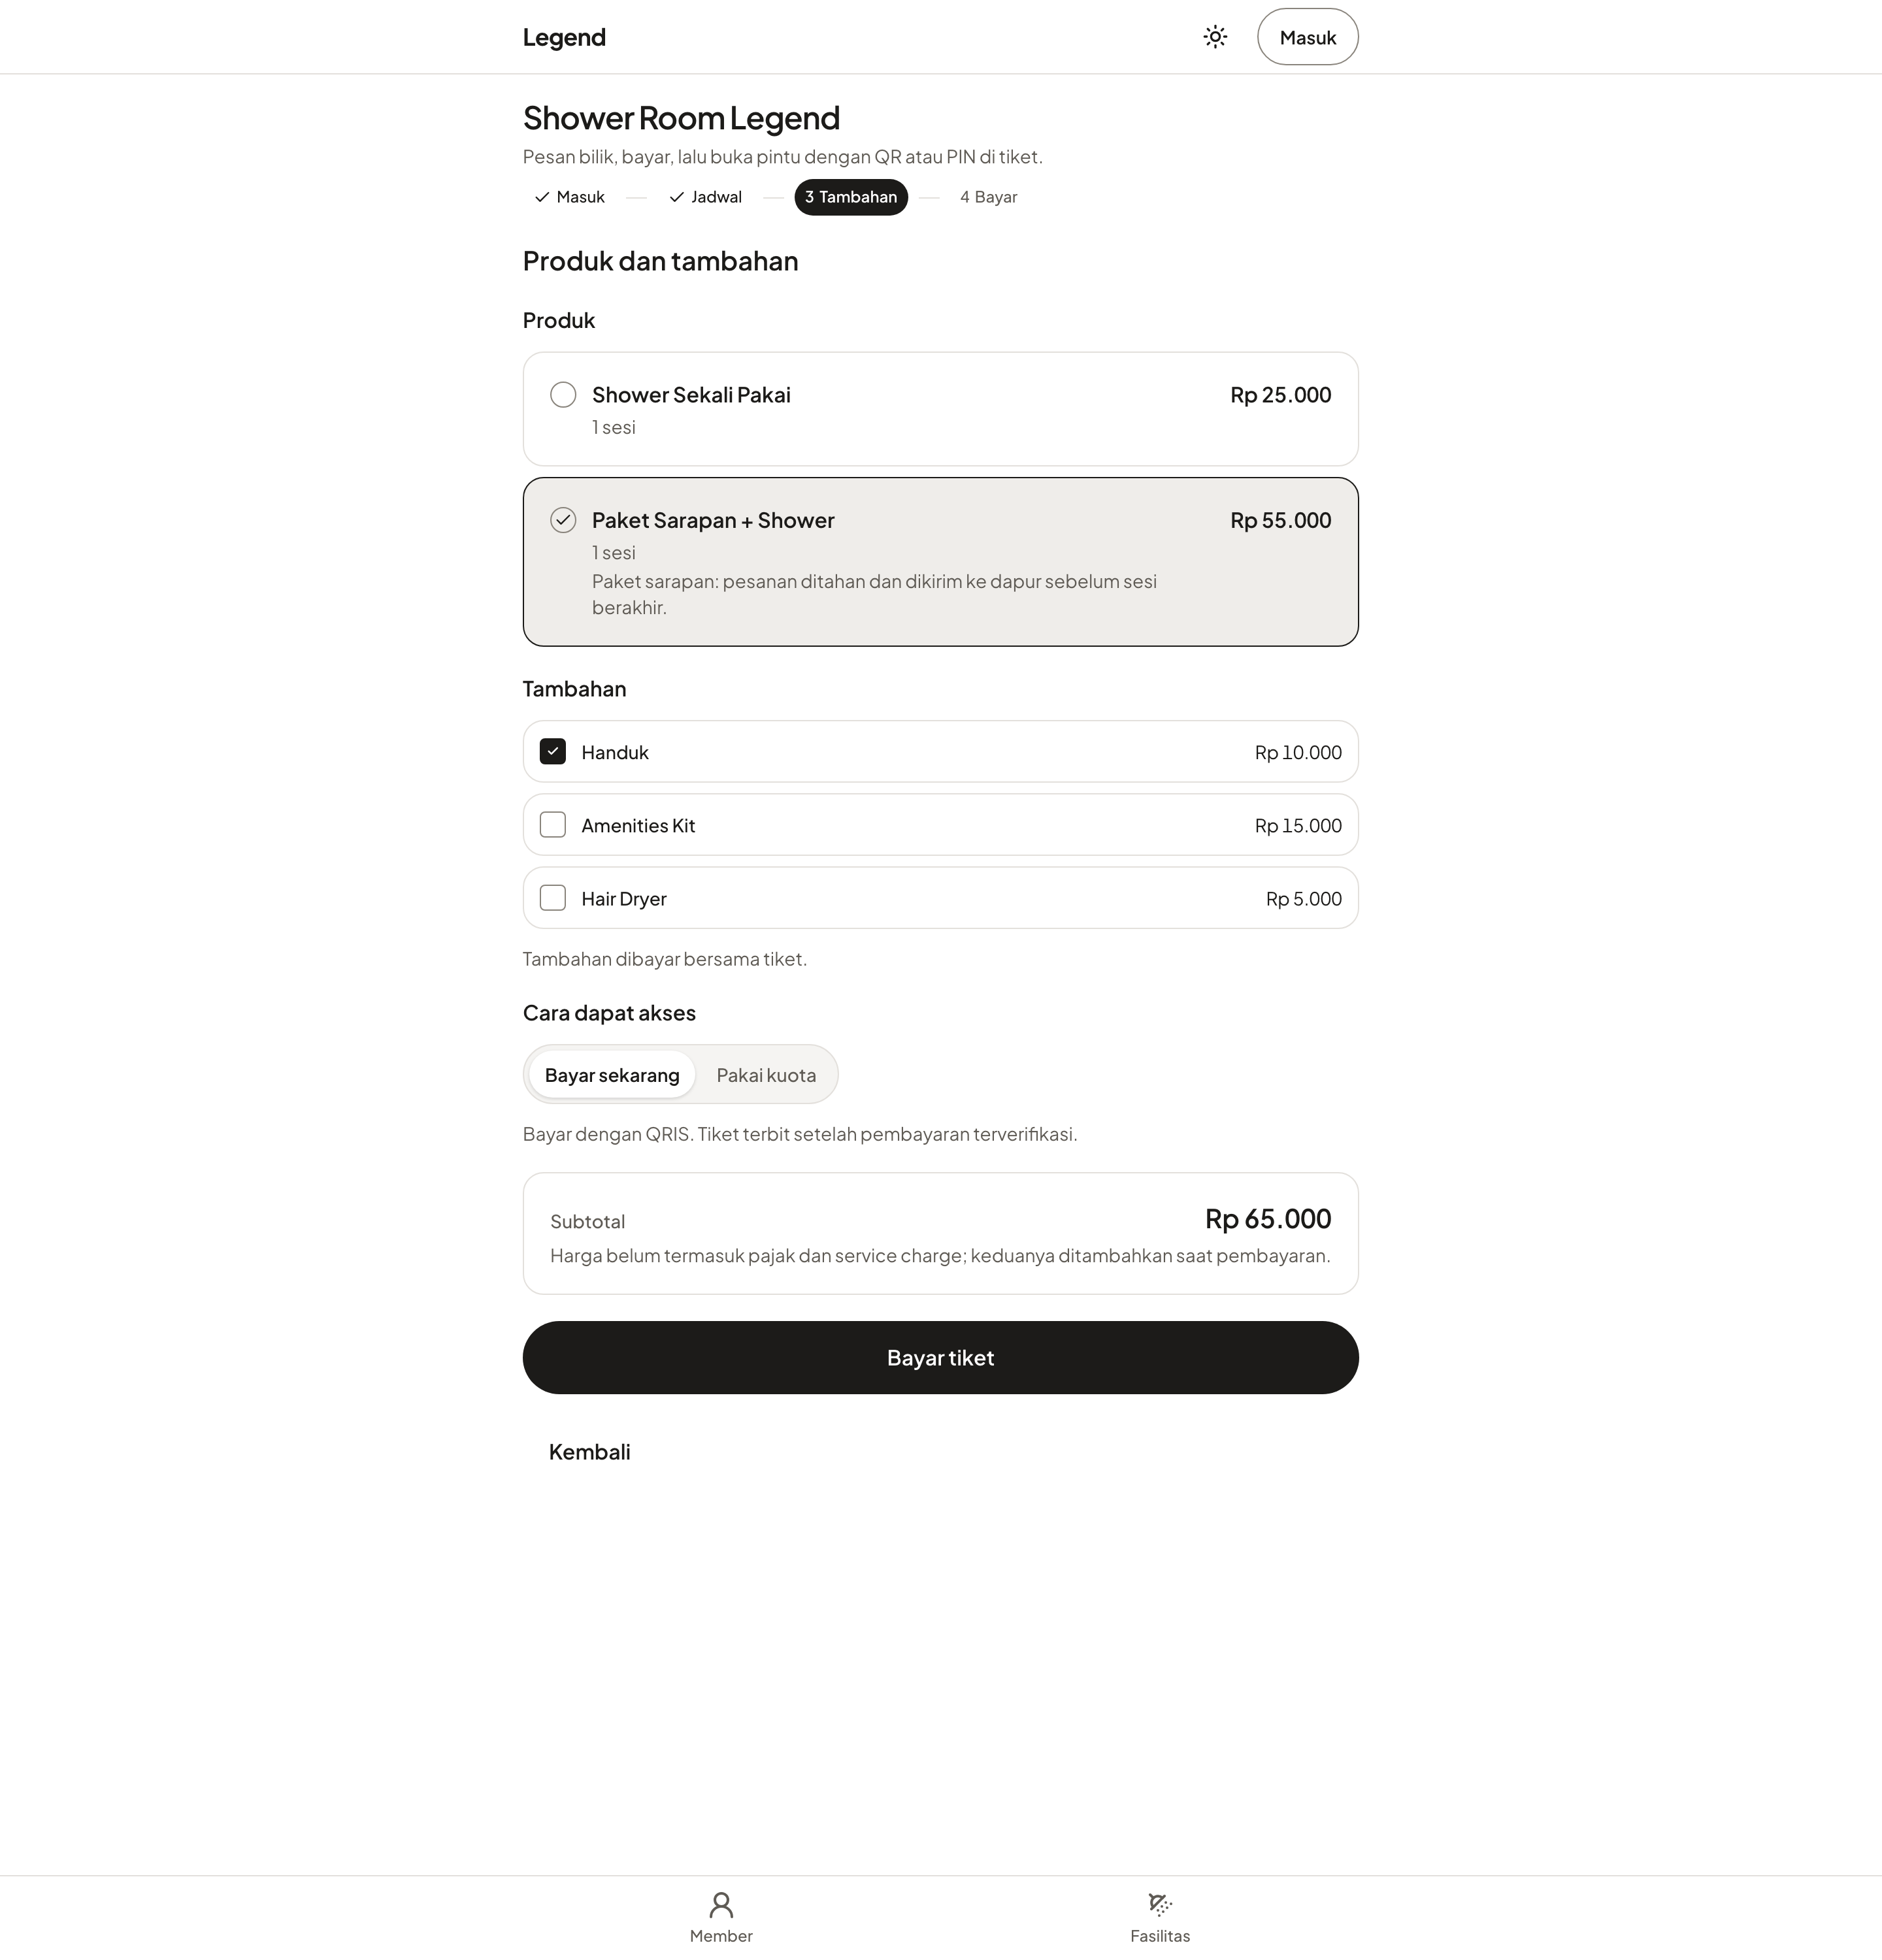 Legend
Masuk
Shower Room Legend
Pesan bilik, bayar, lalu buka pintu dengan QR atau PIN di tiket.
Masuk
Jadwal
3 Tambahan
4 Bayar
Produk dan tambahan
Produk
Shower Sekali Pakai
Rp 25.000
1 sesi
Paket Sarapan + Shower
Rp 55.000
1 sesi
Paket sarapan: pesanan ditahan dan dikirim ke dapur sebelum sesi
berakhir.
Tambahan
Handuk
Rp 10.000
Amenities Kit
Rp 15.000
Hair Dryer
Rp 5.000
Tambahan dibayar bersama tiket.
Cara dapat akses
Bayar sekarang
Pakai kuota
Bayar dengan QRIS. Tiket terbit setelah pembayaran terverifikasi.
Subtotal
Rp 65.000
Harga belum termasuk pajak dan service charge; keduanya ditambahkan saat pembayaran.
Bayar tiket
Kembali
Member
Fasilitas